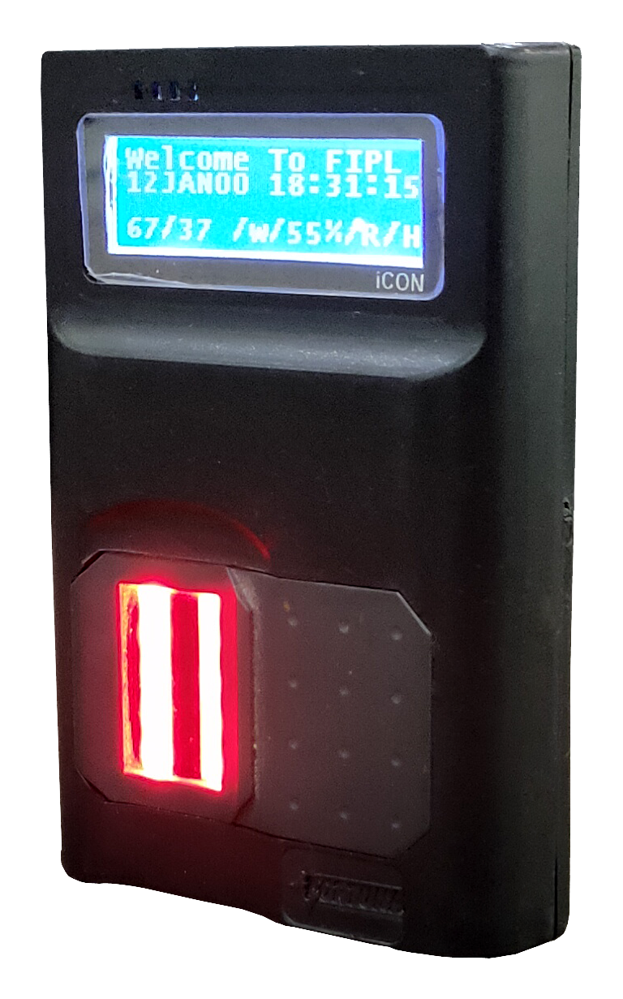 Welcome To FIPL
12JAN00 18:31:15
67/37 /W/55%/R/H
iCON